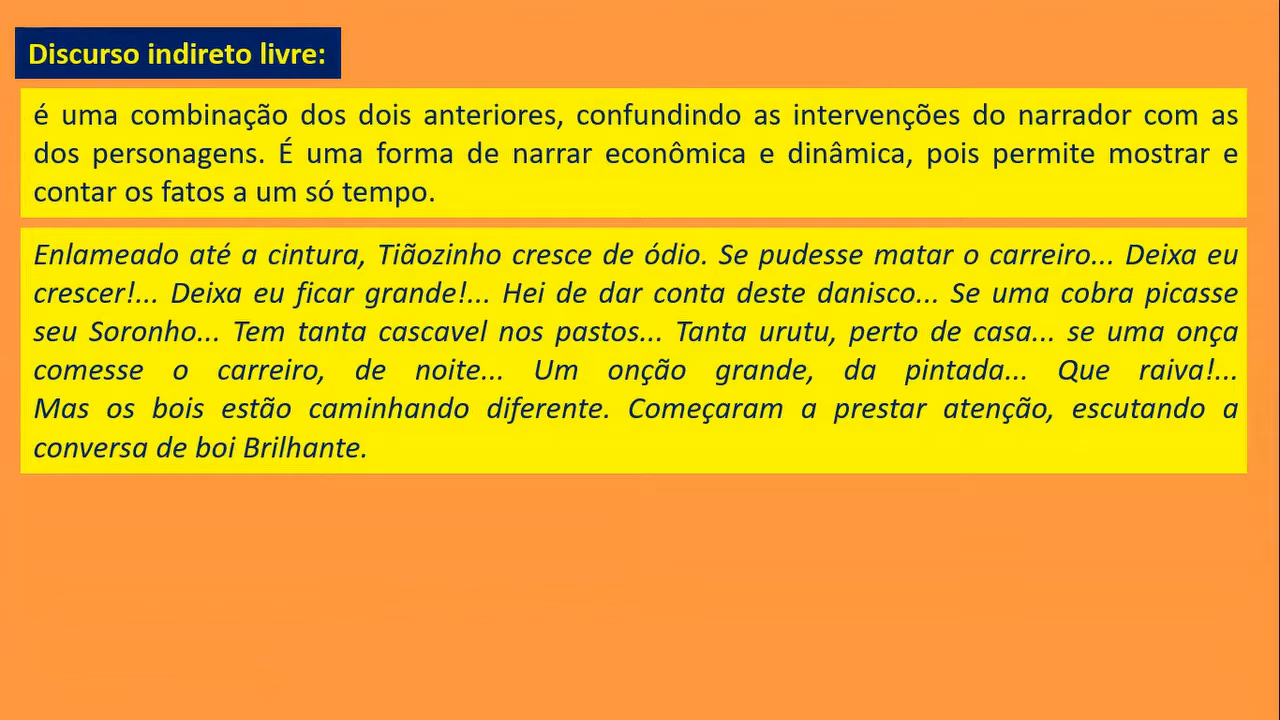 Discurso indireto livre:
é uma combinação dos dois anteriores, confundindo as intervenções do narrador com as
dos personagens. É uma forma de narrar econômica e dinâmica, pois permite mostrar e
contar os fatos a um só tempo.
Enlameado até a cintura, Tiãozinho cresce de ódio. Se pudesse matar o carreiro... Deixa eu
crescer!... Deixa eu ficar grande!... Hei de dar conta deste danisco... Se uma cobra picasse
seu Soronho... Tem tanta cascavel nos pastos... Tanta urutu, perto de casa... se uma onça
comesse o carreiro, de noite... Um onção grande, da pintada... Que raiva!...
Mas os bois estão caminhando diferente. Começaram a prestar atenção, escutando a
conversa de boi Brilhante.